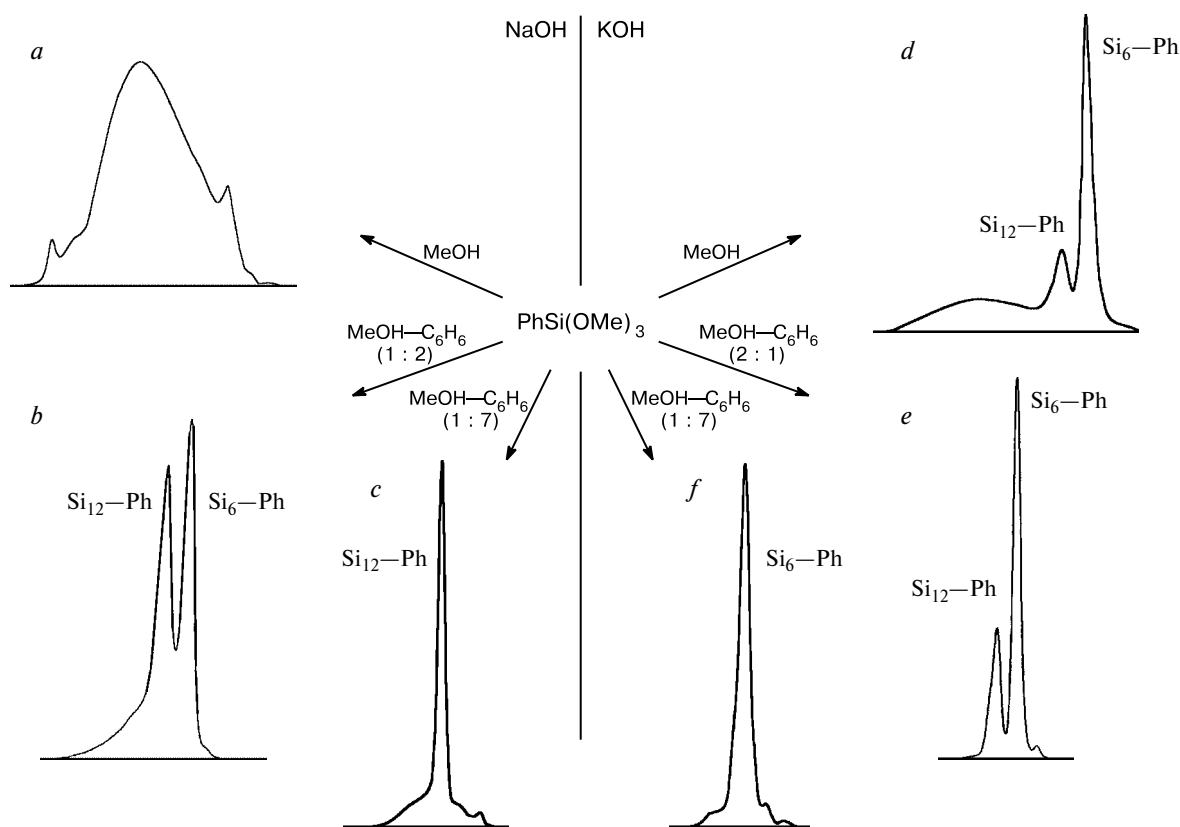 NaOH
KOH
a
d
Si6—Ph
Si12—Ph
MeOH
MeOH
PhSi(OMe)3
MeOH—C6H6
(1 : 2)
MeOH—C6H6
(2 : 1)
MeOH—C6H6
(1 : 7)
MeOH—C6H6
(1 : 7)
b
Si12—Ph
Si6—Ph
c
Si12—Ph
f
Si6—Ph
e
Si6—Ph
Si12—Ph